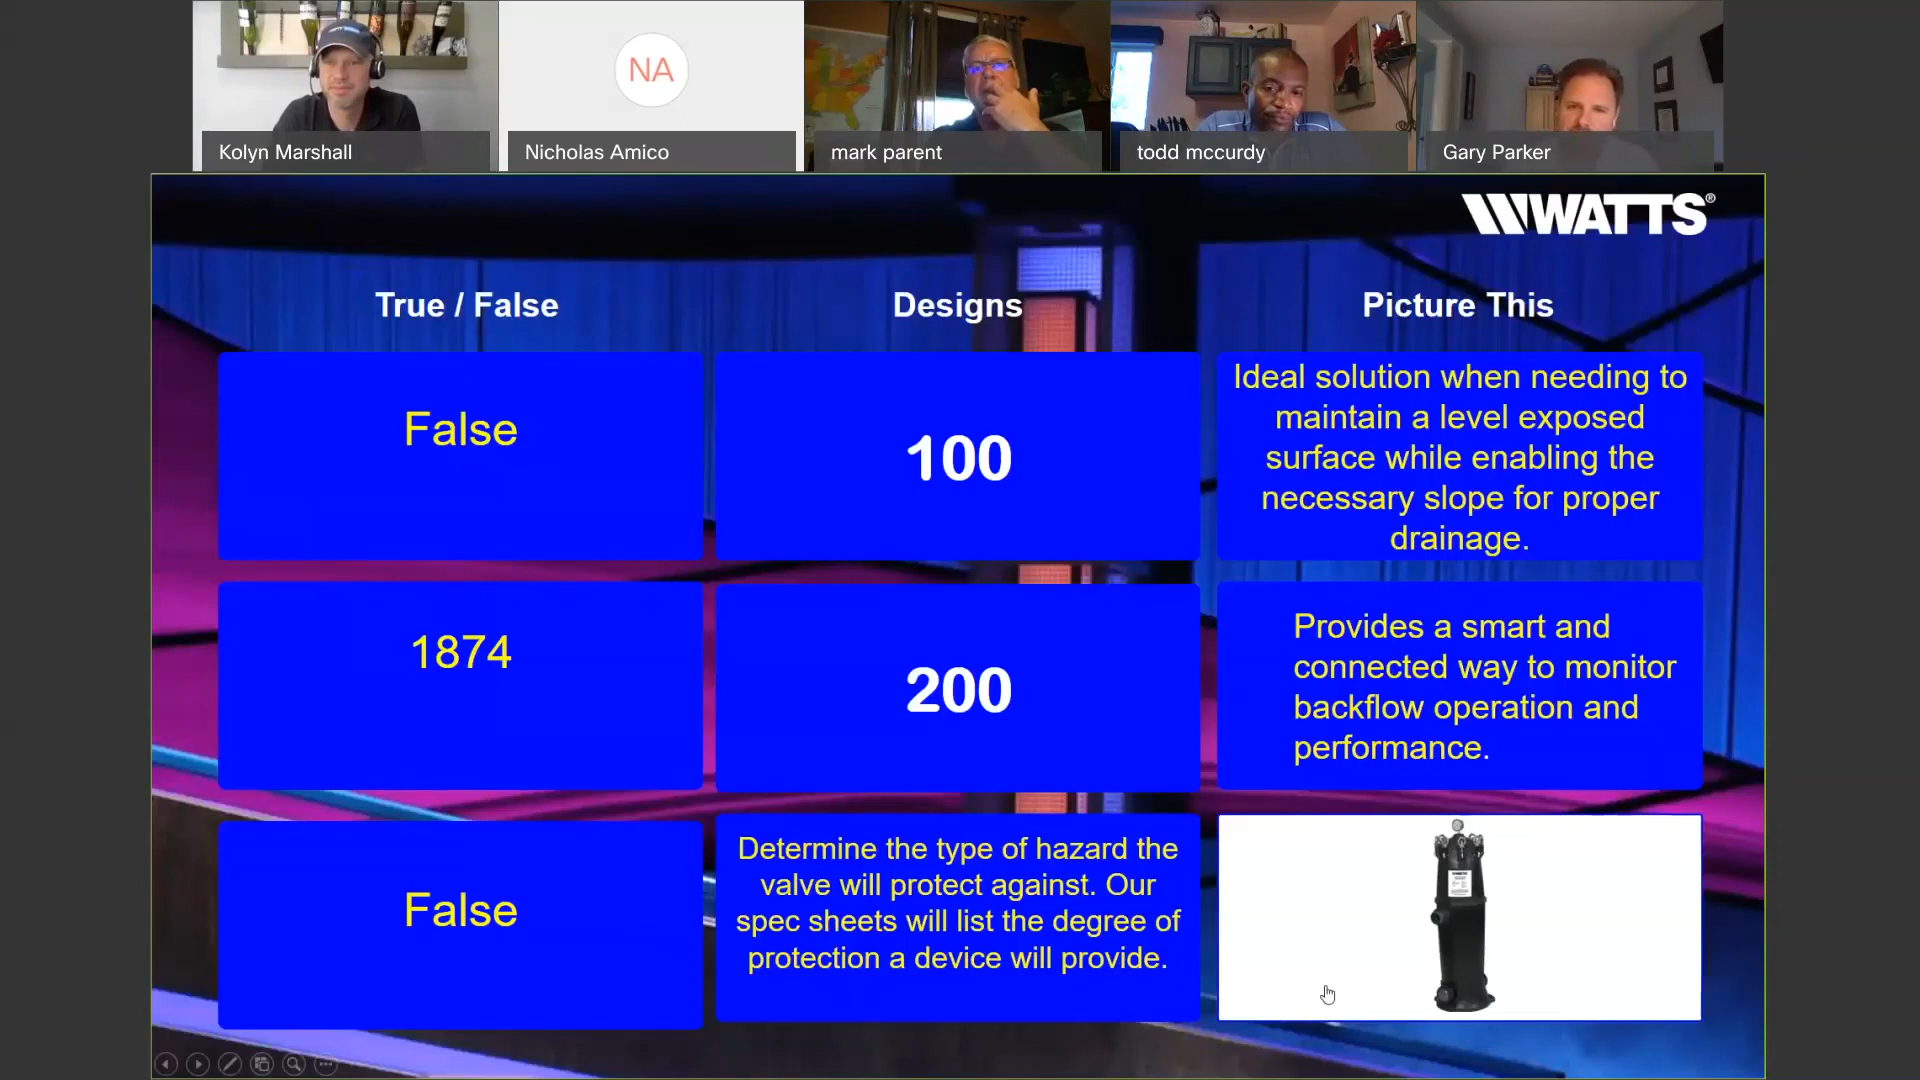 Kolyn Marshall
NA
Nicholas Amico
mark parent
todd mccurdy
Gary Parker
WATTS®
True / False
Designs
Picture This
False
100
Ideal solution when needing to
maintain a level exposed
surface while enabling the
necessary slope for proper
drainage.
1874
200
Provides a smart and
connected way to monitor
backflow operation and
performance.
False
Determine the type of hazard the
valve will protect against. Our
spec sheets will list the degree of
protection a device will provide.